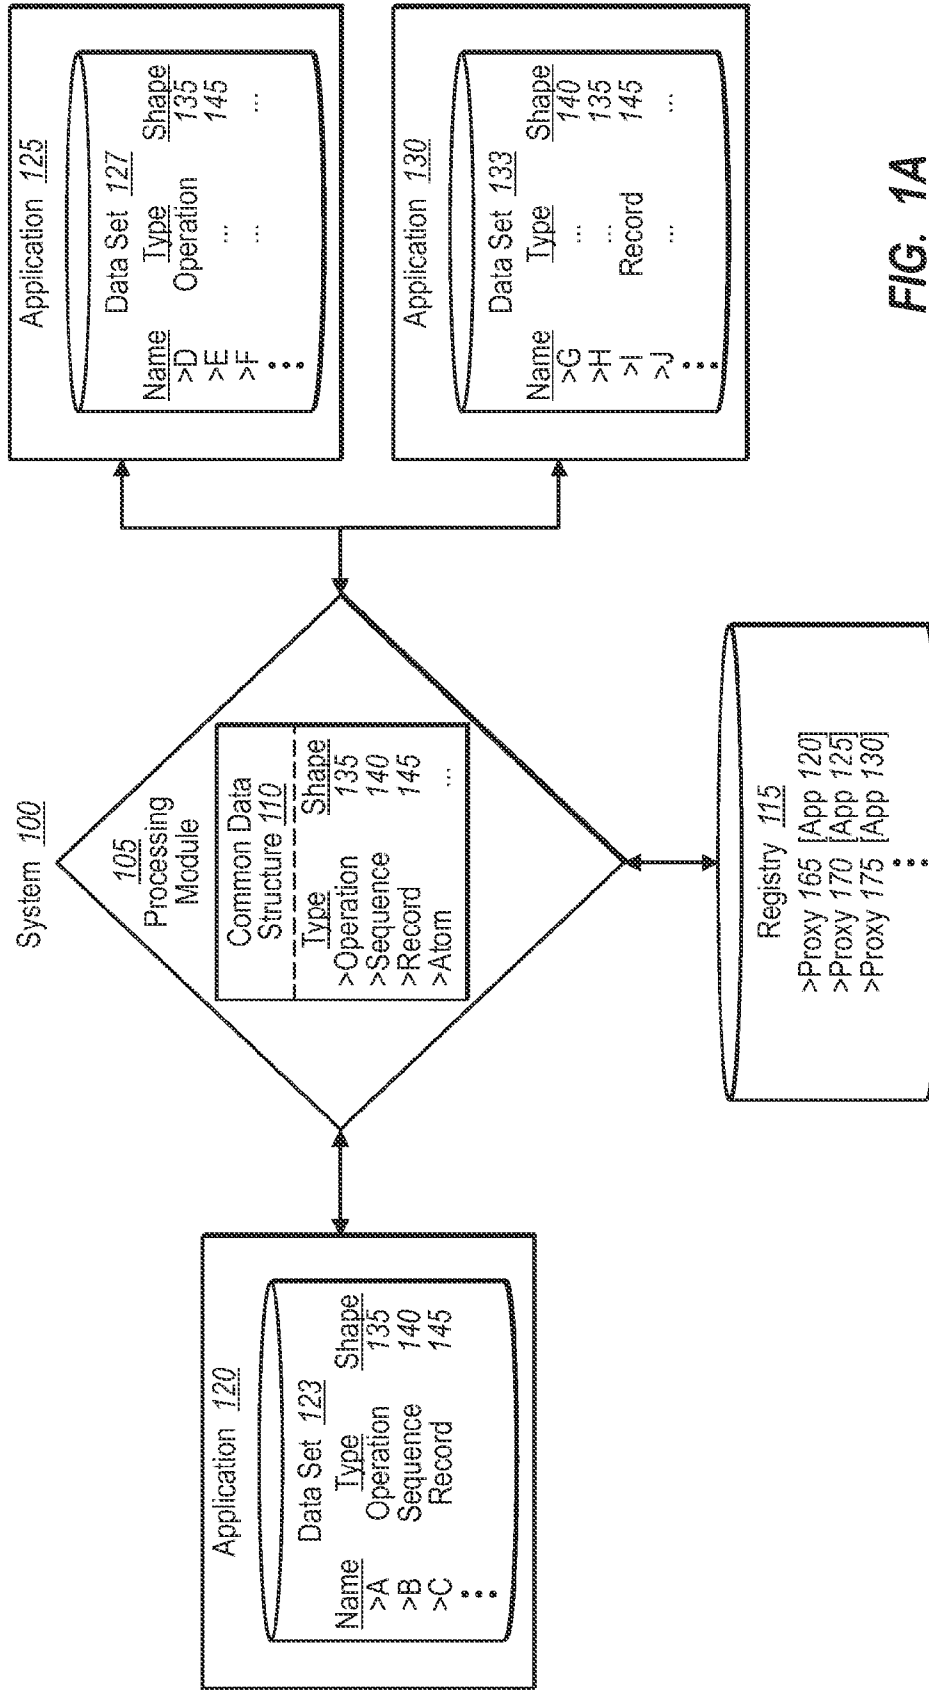 System 100
105
Processing
Module
Common Data
Structure 110
Type Shape
>Operation 135
>Sequence 140
>Record 145
>Atom ...
Application 120
Data Set 123
Name Type Shape
>A Operation 135
>B Sequence 140
>C Record 145
Application 125
Data Set 127
Name Type Shape
>D Operation 135
>E ... 145
>F ... ...
Application 130
Data Set 133
Name Type Shape
>G ... 140
>H ... 135
>I Record 145
>J ... ...
Registry 115
>Proxy 165 [App 120]
>Proxy 170 [App 125]
>Proxy 175 [App 130]
FIG. 1A